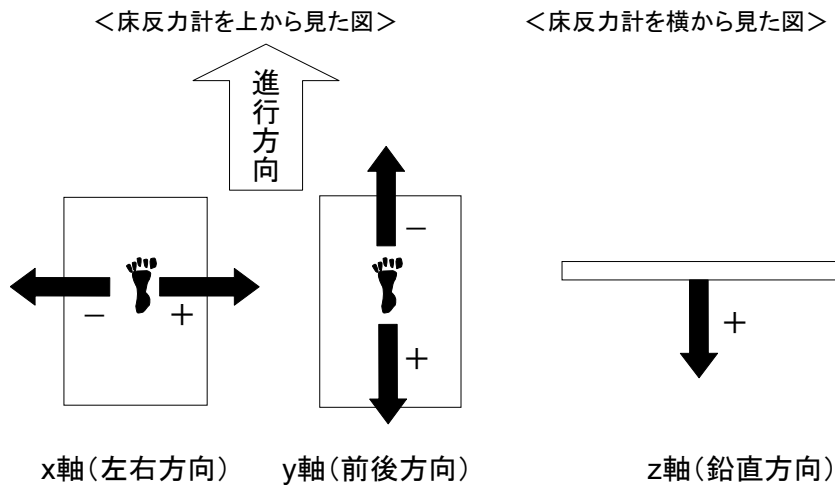 <床反力計を上から見た図>
<床反力計を横から見た図>
進行方向
−
+
−
+
+
x軸(左右方向)
y軸(前後方向)
z軸(鉛直方向)